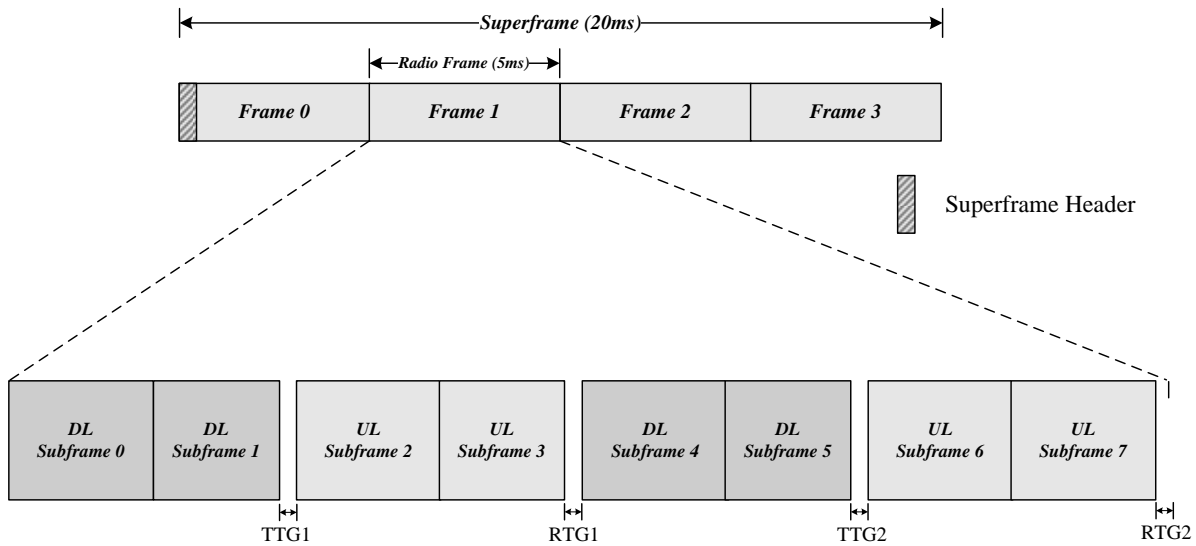 Superframe (20ms)
Radio Frame (5ms)
Frame 0
Frame 1
Frame 2
Frame 3
Superframe Header
DL
Subframe 0
DL
Subframe 1
UL
Subframe 2
UL
Subframe 3
DL
Subframe 4
DL
Subframe 5
UL
Subframe 6
UL
Subframe 7
TTG1
RTG1
TTG2
RTG2